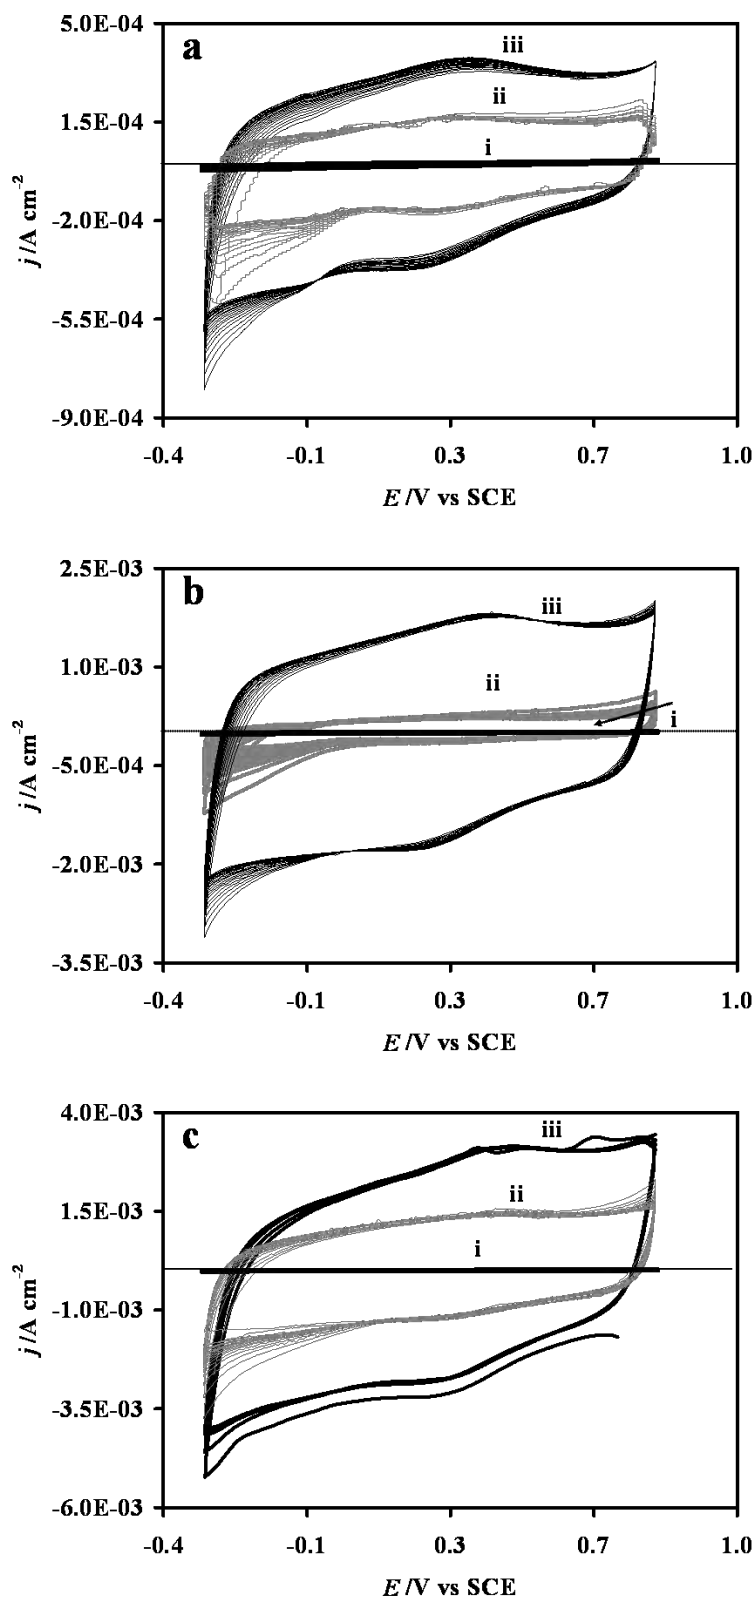 5.0E-04
a
iii
ii
1.5E-04
i
-2.0E-04
-5.5E-04
-9.0E-04
j/A cm⁻²
-0.4 -0.1 0.3 0.7 1.0
E /V vs SCE
2.5E-03
b
iii
1.0E-03
ii
i
-5.0E-04
-2.0E-03
-3.5E-03
j/A cm⁻²
-0.4 -0.1 0.3 0.7 1.0
E /V vs SCE
4.0E-03
c
iii
1.5E-03
ii
i
-1.0E-03
-3.5E-03
-6.0E-03
j/A cm⁻²
-0.4 -0.1 0.3 0.7 1.0
E /V vs SCE